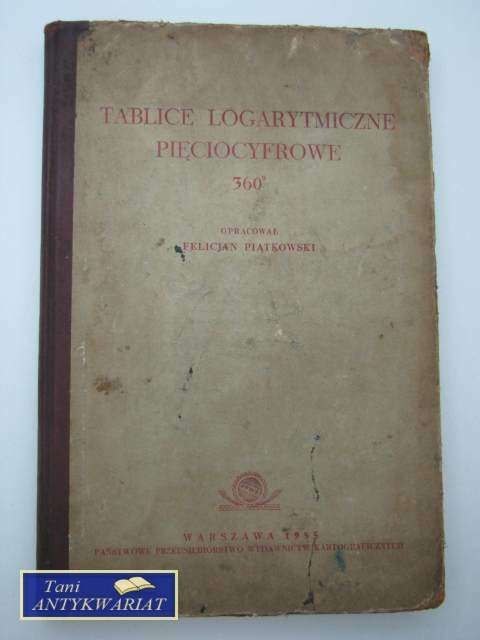 TABLICE LOGARYTMICZNE
PIĘCIOCYFROWE
360°
OPRACOWAŁ
FELICJAN PIĄTKOWSKI
WARSZAWA 1955
PAŃSTWOWE PRZEDSIĘBIORSTWO WYDAWNICTW KARTOGRAFICZNYCH
Tani
ANTYKWARIAT